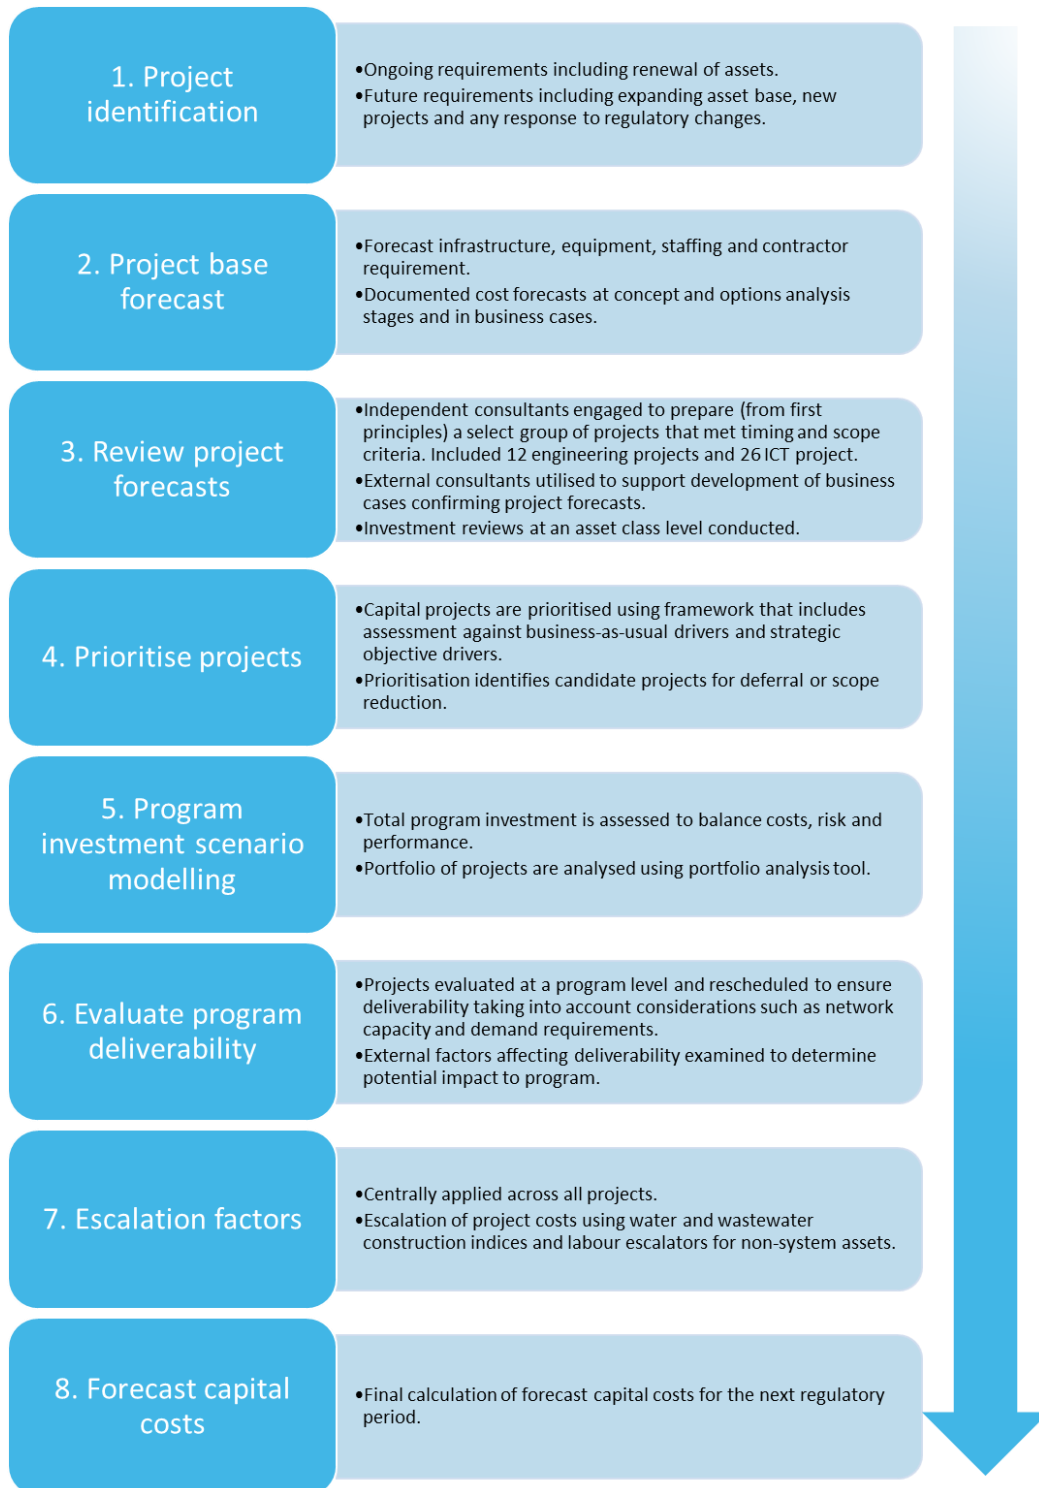 1. Project
identification
•Ongoing requirements including renewal of assets.
•Future requirements including expanding asset base, new
projects and any response to regulatory changes.
2. Project base
forecast
•Forecast infrastructure, equipment, staffing and contractor
requirement.
•Documented cost forecasts at concept and options analysis
stages and in business cases.
3. Review project
forecasts
•Independent consultants engaged to prepare (from first
principles) a select group of projects that met timing and scope
criteria. Included 12 engineering projects and 26 ICT project.
•External consultants utilised to support development of business
cases confirming project forecasts.
•Investment reviews at an asset class level conducted.
4. Prioritise projects
•Capital projects are prioritised using framework that includes
assessment against business-as-usual drivers and strategic
objective drivers.
•Prioritisation identifies candidate projects for deferral or scope
reduction.
5. Program
investment scenario
modelling
•Total program investment is assessed to balance costs, risk and
performance.
•Portfolio of projects are analysed using portfolio analysis tool.
6. Evaluate program
deliverability
•Projects evaluated at a program level and rescheduled to ensure
deliverability taking into account considerations such as network
capacity and demand requirements.
•External factors affecting deliverability examined to determine
potential impact to program.
7. Escalation factors
•Centrally applied across all projects.
•Escalation of project costs using water and wastewater
construction indices and labour escalators for non-system assets.
8. Forecast capital
costs
•Final calculation of forecast capital costs for the next regulatory
period.